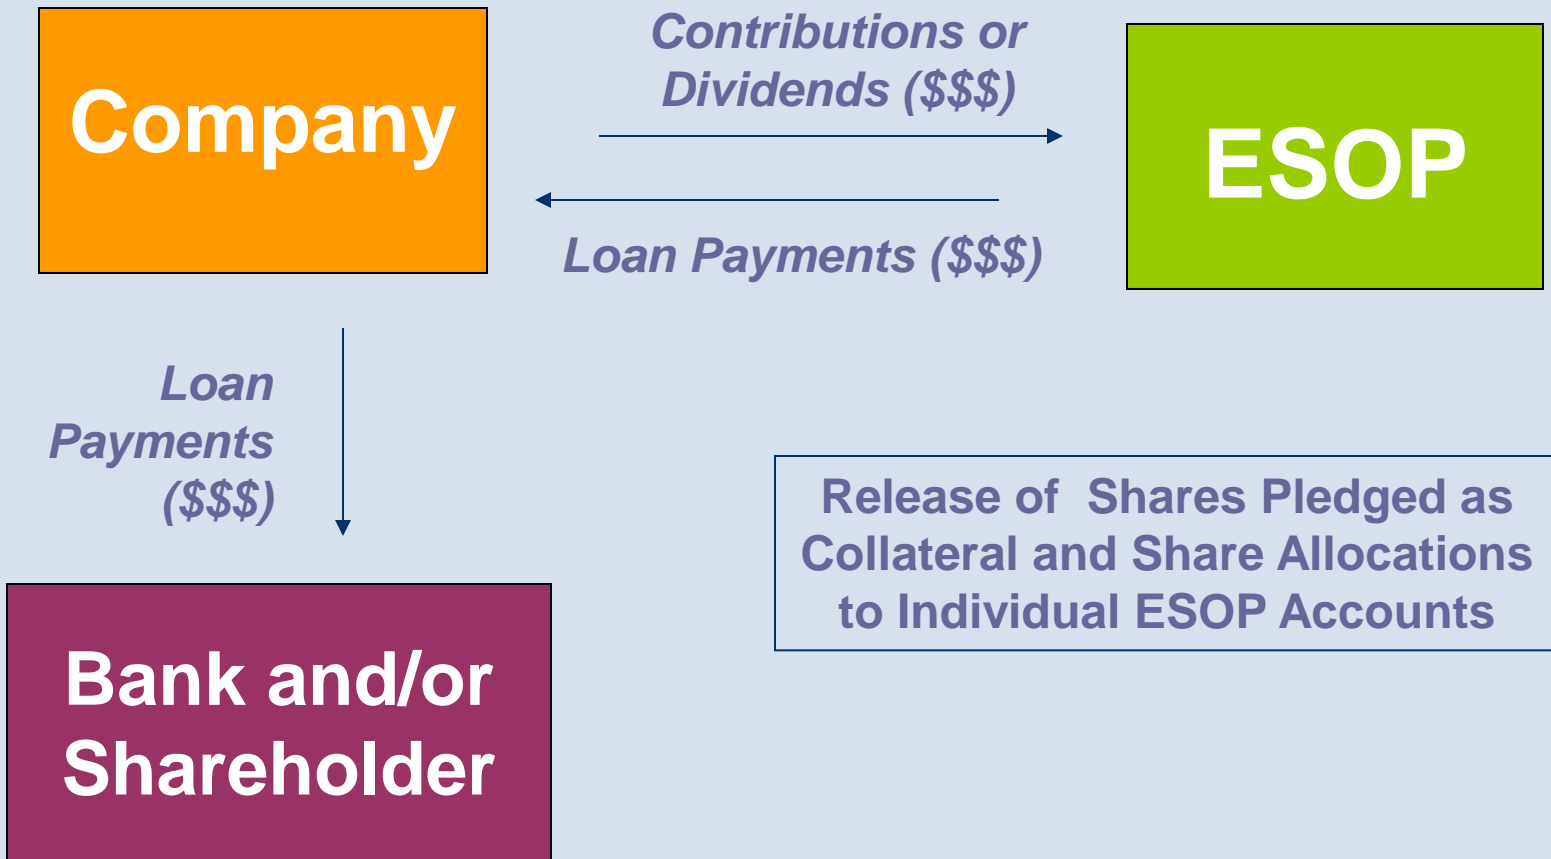 Company
Contributions or
Dividends ($$$)
ESOP
Loan Payments ($$$)
Loan
Payments
($$$)
Release of  Shares Pledged as
Collateral and Share Allocations
to Individual ESOP Accounts
Bank and/or
Shareholder